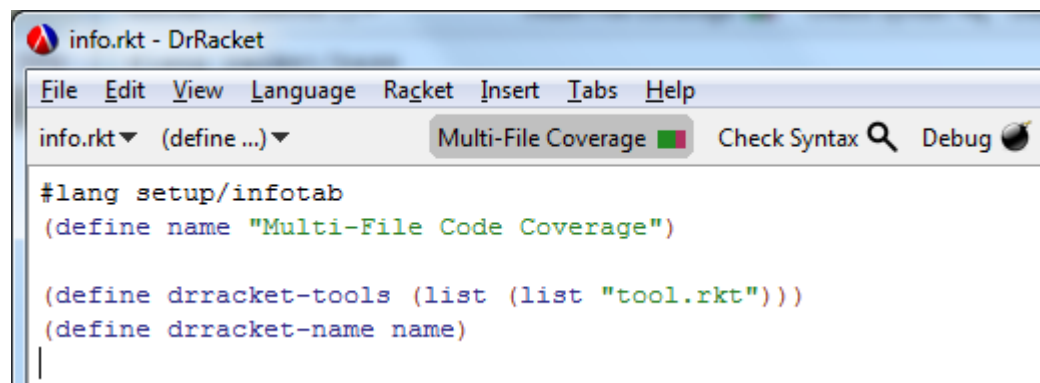 info.rkt - DrRacket
File Edit View Language Racket Insert Tabs Help
info.rkt (define ...) Multi-File Coverage Check Syntax Debug
#lang setup/infotab
(define name "Multi-File Code Coverage")
(define drracket-tools (list (list "tool.rkt")))
(define drracket-name name)